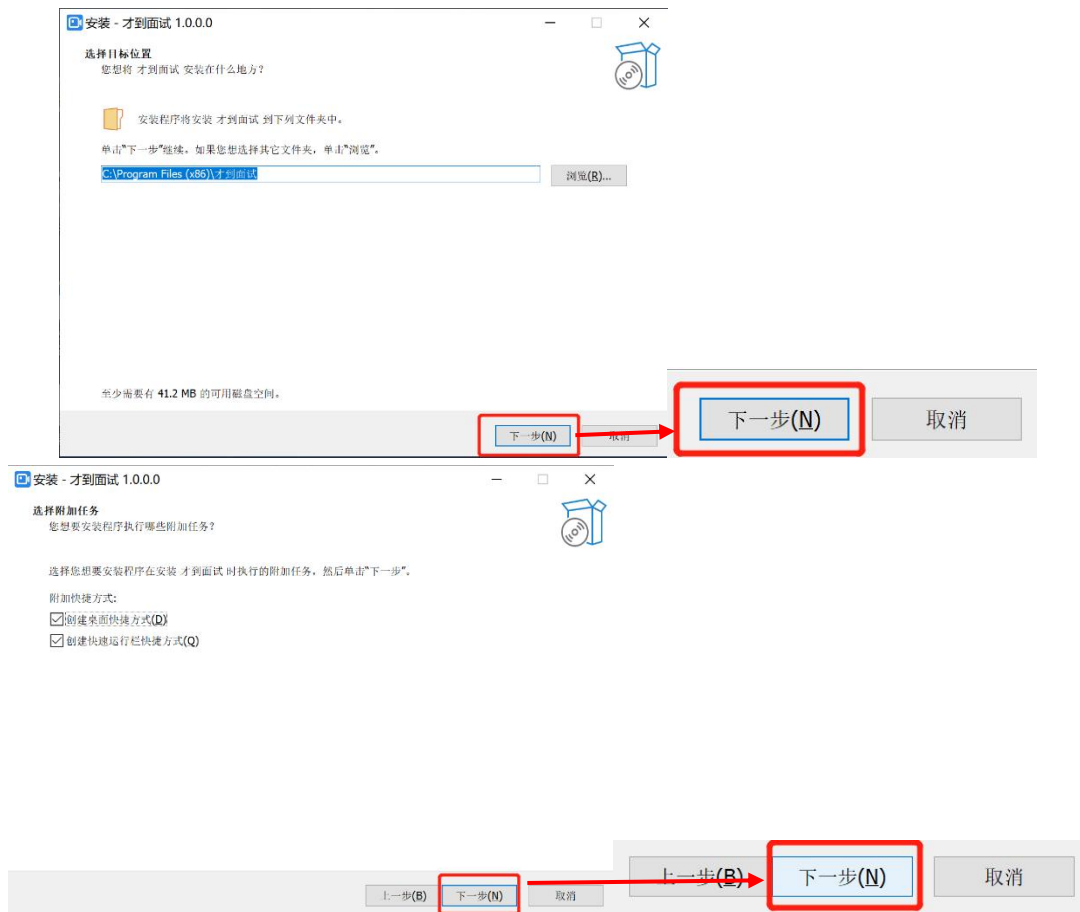 安装 - 才到面试 1.0.0.0
选择目标位置
您想将 才到面试 安装在什么地方？
安装程序将安装 才到面试 到下列文件夹中。
单击"下一步"继续。如果您想选择其它文件夹，单击"浏览"。
C:\Program Files (x86)\才到面试
浏览(R)...
至少需要有 41.2 MB 的可用磁盘空间。
下一步(N)
取消
下一步(N)
取消
安装 - 才到面试 1.0.0.0
选择附加任务
您想要安装程序执行哪些附加任务？
选择您想要安装程序在安装 才到面试 时执行的附加任务，然后单击"下一步"。
附加快捷方式:
创建桌面快捷方式(D)
创建快速运行栏快捷方式(Q)
上一步(B)
下一步(N)
取消
上一步(B)
下一步(N)
取消